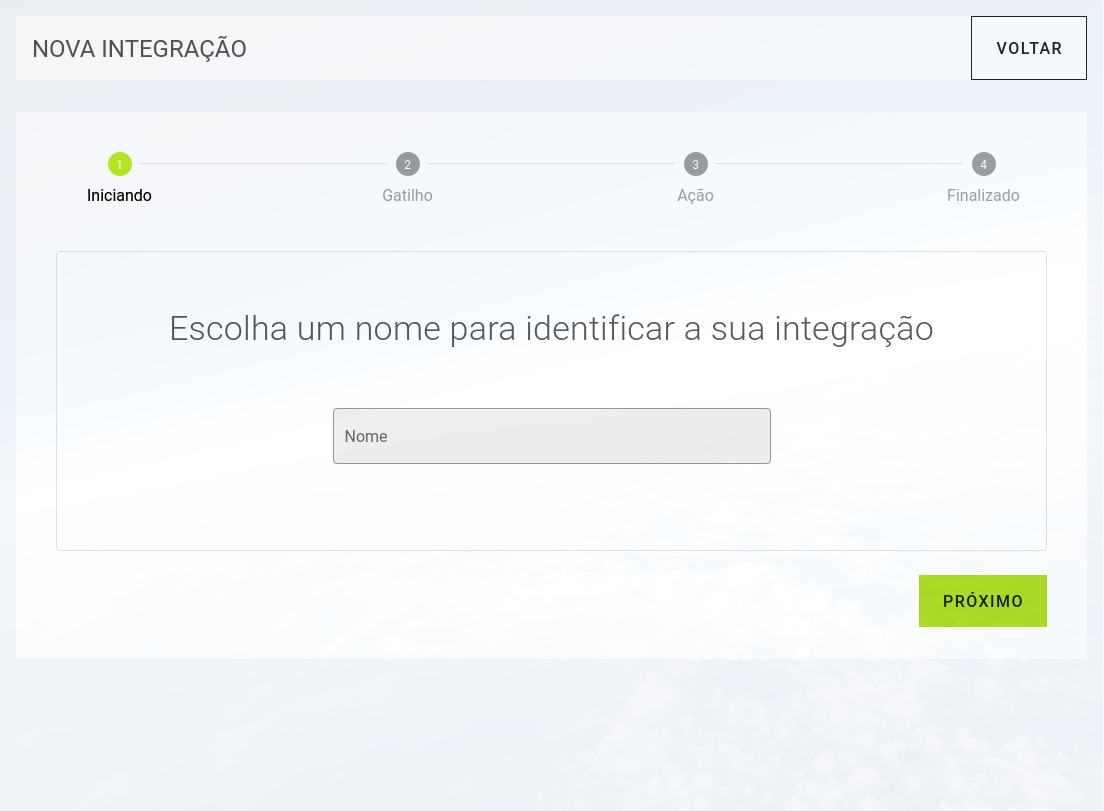 NOVA INTEGRAÇÃO
VOLTAR
1
Iniciando
2
Gatilho
3
Ação
4
Finalizado
Escolha um nome para identificar a sua integração
Nome
PRÓXIMO